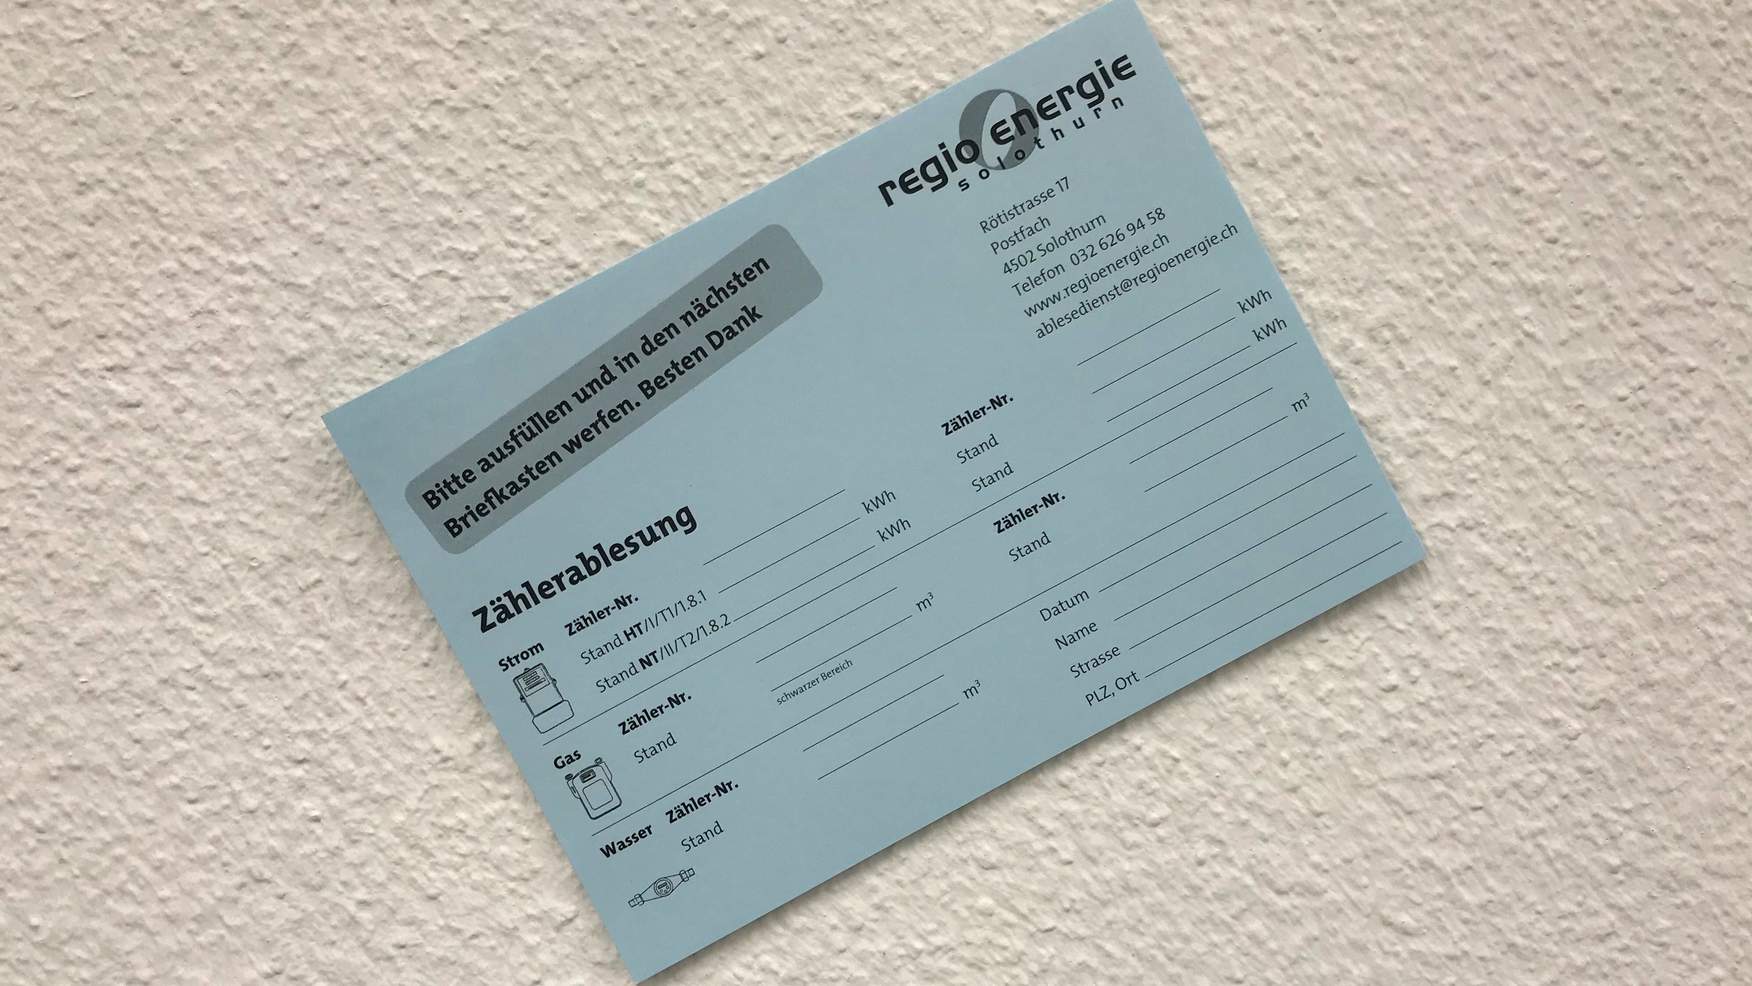 regio energie
solothurn
Rötistrasse 17
Postfach
4502 Solothurn
Telefon 032 626 94 58
www.regioenergie.ch
ablesedienst@regioenergie.ch
Bitte ausfüllen und in den nächsten
Briefkasten werfen. Besten Dank
Zählerablesung
Strom Zähler-Nr. Zähler-Nr.
Stand HT/I/T1/1.8.1 kWh Stand kWh
Stand NT/II/T2/1.8.2 kWh Stand kWh
Gas Zähler-Nr. Zähler-Nr.
Stand m³ Stand m³
schwarzer Bereich
Wasser Zähler-Nr. Datum
Stand m³ Name
Strasse
PLZ, Ort